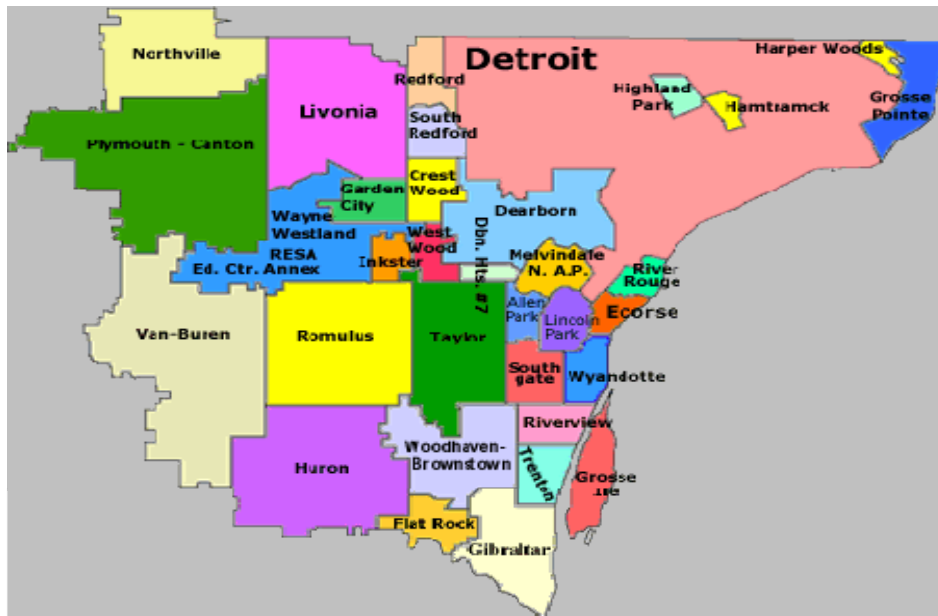 Northville
Detroit
Harper Woods
Redford
Highland
Park
Hamtramck
Grosse
Pointe
Livonia
South
Redford
Plymouth - Canton
Crest
Wood
Garden
City
Dearborn
Wayne
Westland
West
Wood
Dbn. Hts. #7
RESA
Ed. Ctr. Annex
Inkster
Melvindale
N. A.P.
River
Rouge
Allen
Park
Lincoln
Park
Ecorse
Van-Buren
Romulus
Taylor
South
gate
Wyandotte
Riverview
Huron
Woodhaven-
Brownstown
Trenton
Grosse
Ile
Flat Rock
Gibraltar